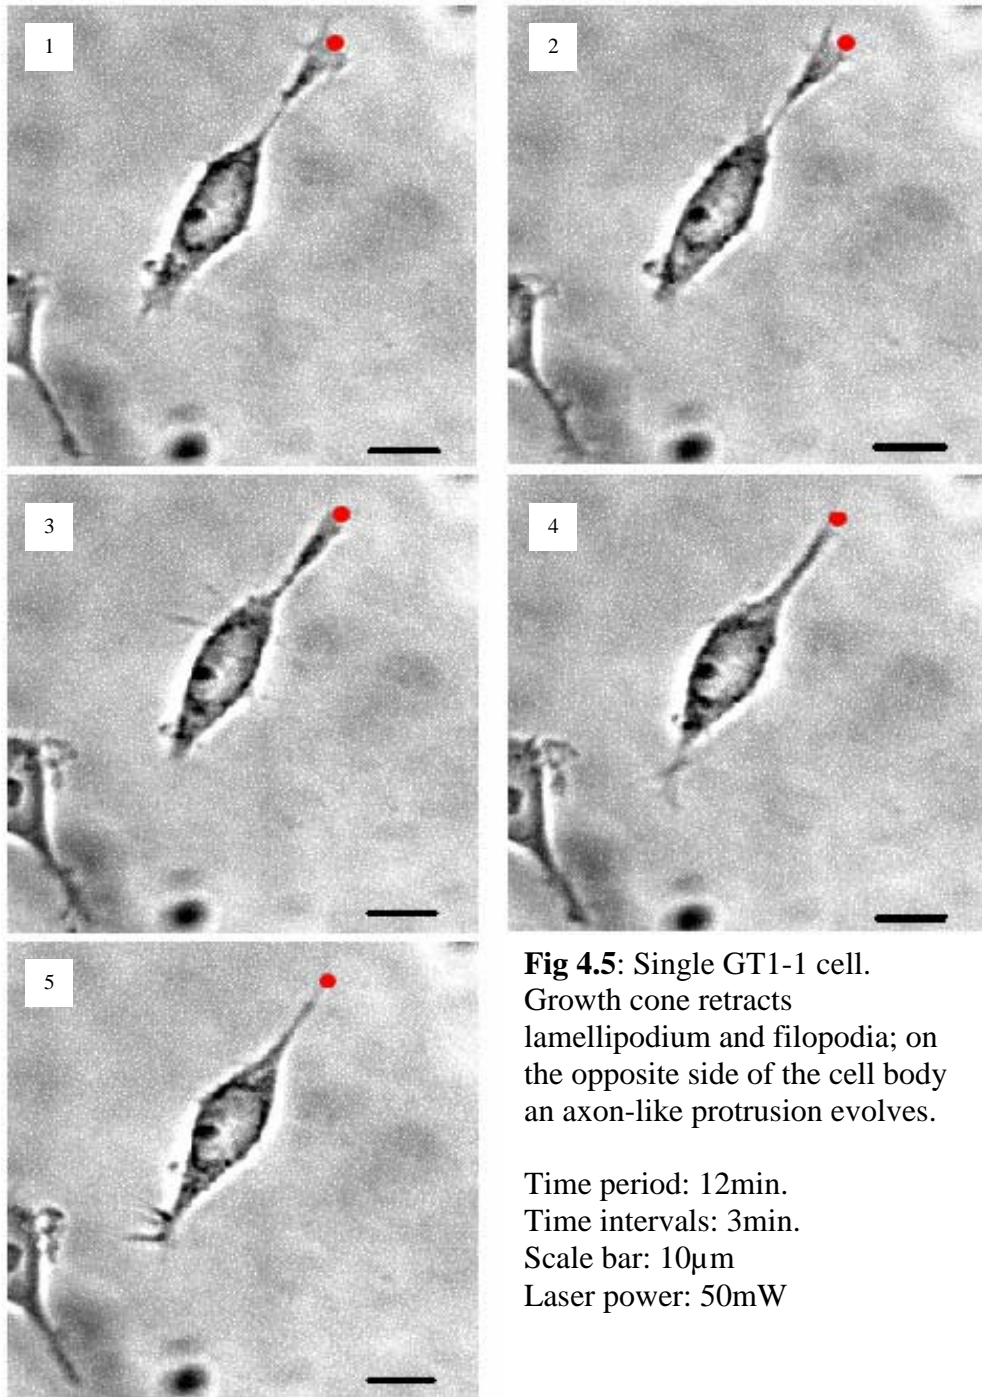 1
2
3
4
5
Fig 4.5: Single GT1-1 cell.
Growth cone retracts
lamellipodium and filopodia; on
the opposite side of the cell body
an axon-like protrusion evolves.
Time period: 12min.
Time intervals: 3min.
Scale bar: 10µm
Laser power: 50mW